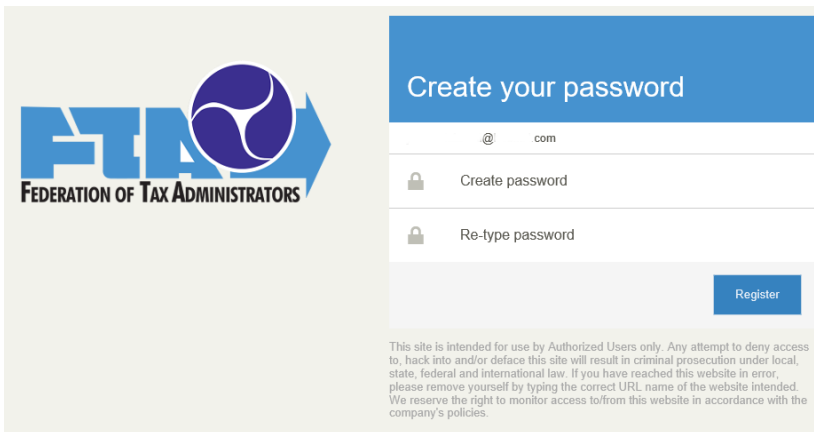 FTA
FEDERATION OF TAX ADMINISTRATORS
Create your password
@ com
Create password
Re-type password
Register
This site is intended for use by Authorized Users only. Any attempt to deny access
to, hack into and/or deface this site will result in criminal prosecution under local,
state, federal and international law. If you have reached this website in error,
please remove yourself by typing the correct URL name of the website intended.
We reserve the right to monitor access to/from this website in accordance with the
company's policies.